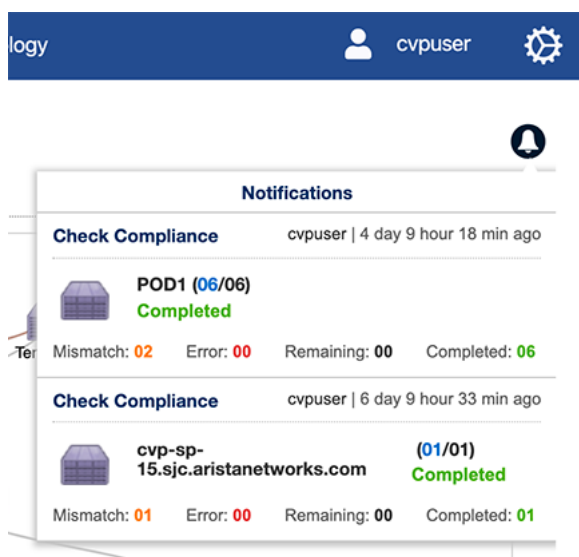 logy
cvpuser
Notifications
Check Compliance cvpuser | 4 day 9 hour 18 min ago
POD1 (06/06)
Completed
Mismatch: 02 Error: 00 Remaining: 00 Completed: 06
Ter
Check Compliance cvpuser | 6 day 9 hour 33 min ago
cvp-sp-
15.sjc.aristanetworks.com
(01/01)
Completed
Mismatch: 01 Error: 00 Remaining: 00 Completed: 01